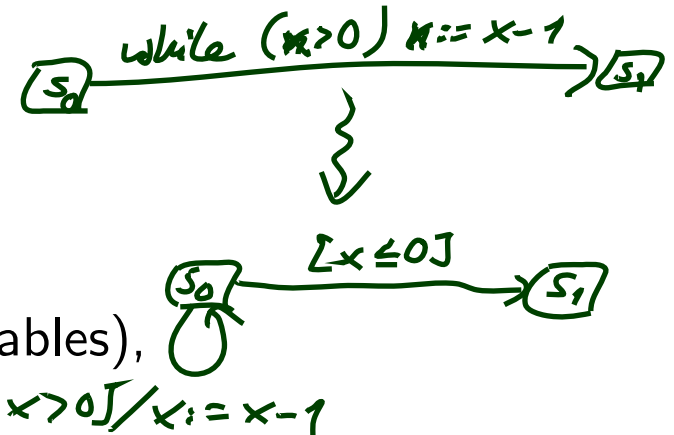 while (x>0) x:= x-1
s₀ s₁
[x≤0]
s₀ s₁
ables),
x>0]/x:= x-1